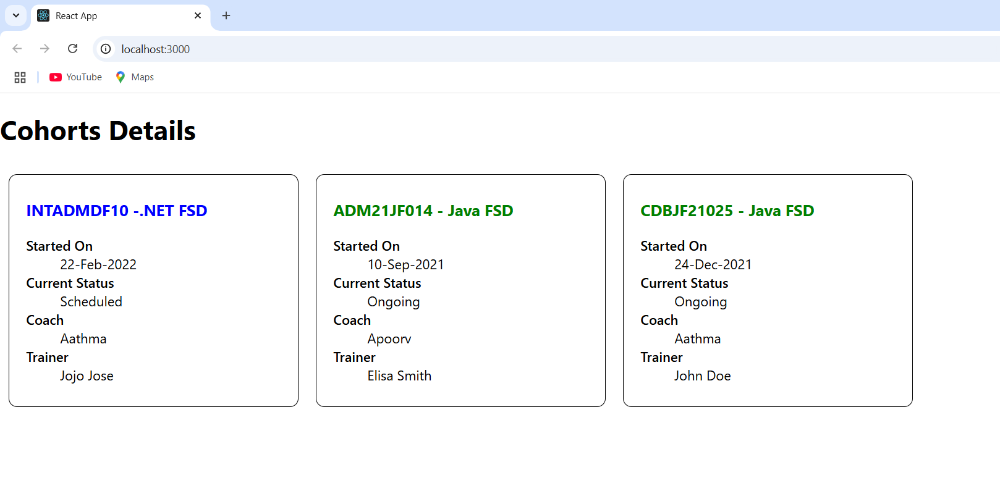 React App
localhost:3000
YouTube Maps
Cohorts Details
INTADMDF10 -.NET FSD
Started On
22-Feb-2022
Current Status
Scheduled
Coach
Aathma
Trainer
Jojo Jose
ADM21JF014 - Java FSD
Started On
10-Sep-2021
Current Status
Ongoing
Coach
Apoorv
Trainer
Elisa Smith
CDBJF21025 - Java FSD
Started On
24-Dec-2021
Current Status
Ongoing
Coach
Aathma
Trainer
John Doe